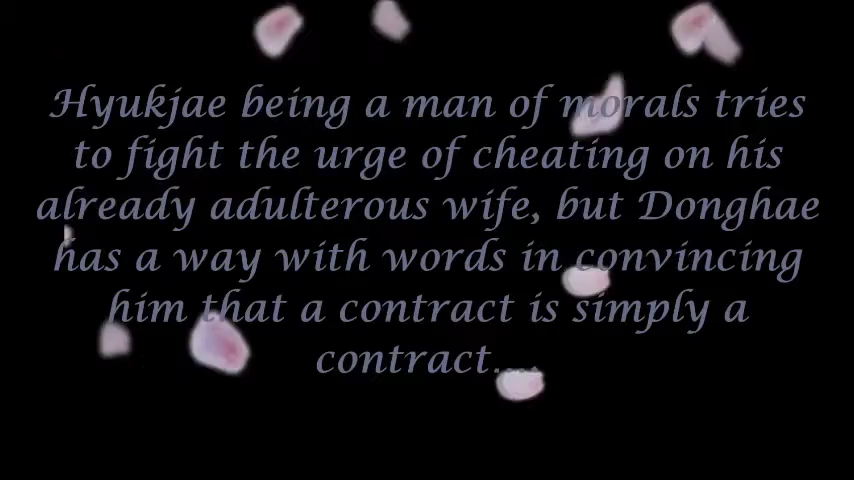 Hyukjae being a man of morals tries
to fight the urge of cheating on his
already adulterous wife, but Donghae
has a way with words in convincing
him that a contract is simply a
contract....